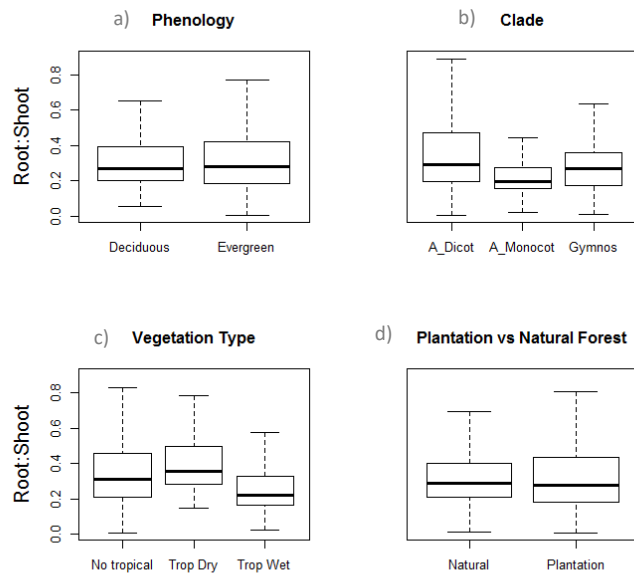 a) Phenology
b) Clade
Root:Shoot
0.8
0.6
0.4
0.2
0.0
Deciduous Evergreen
A_Dicot A_Monocot Gymnos
c) Vegetation Type
d) Plantation vs Natural Forest
Root:Shoot
0.8
0.6
0.4
0.2
0.0
No tropical Trop Dry Trop Wet
Natural Plantation